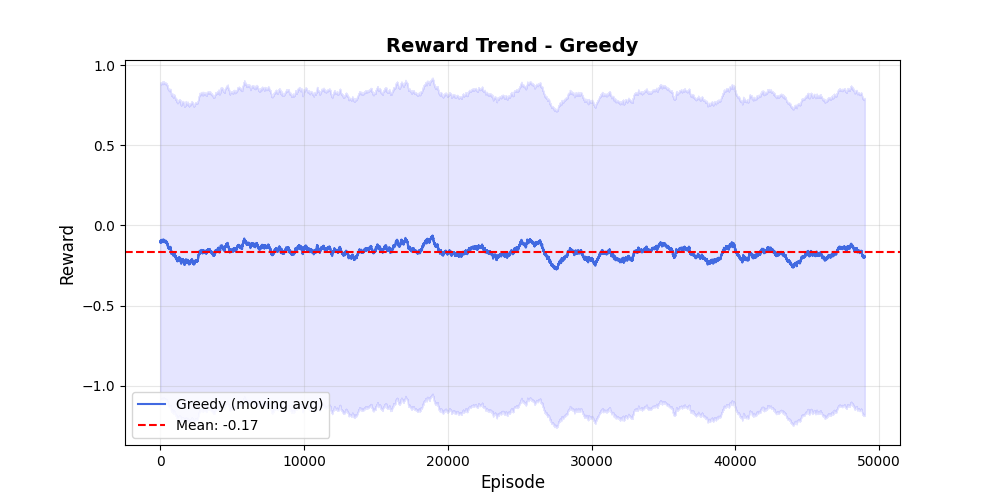 Reward Trend - Greedy
1.0
0.5
0.0
−0.5
−1.0
Reward
Greedy (moving avg)
Mean: -0.17
0 10000 20000 30000 40000 50000
Episode